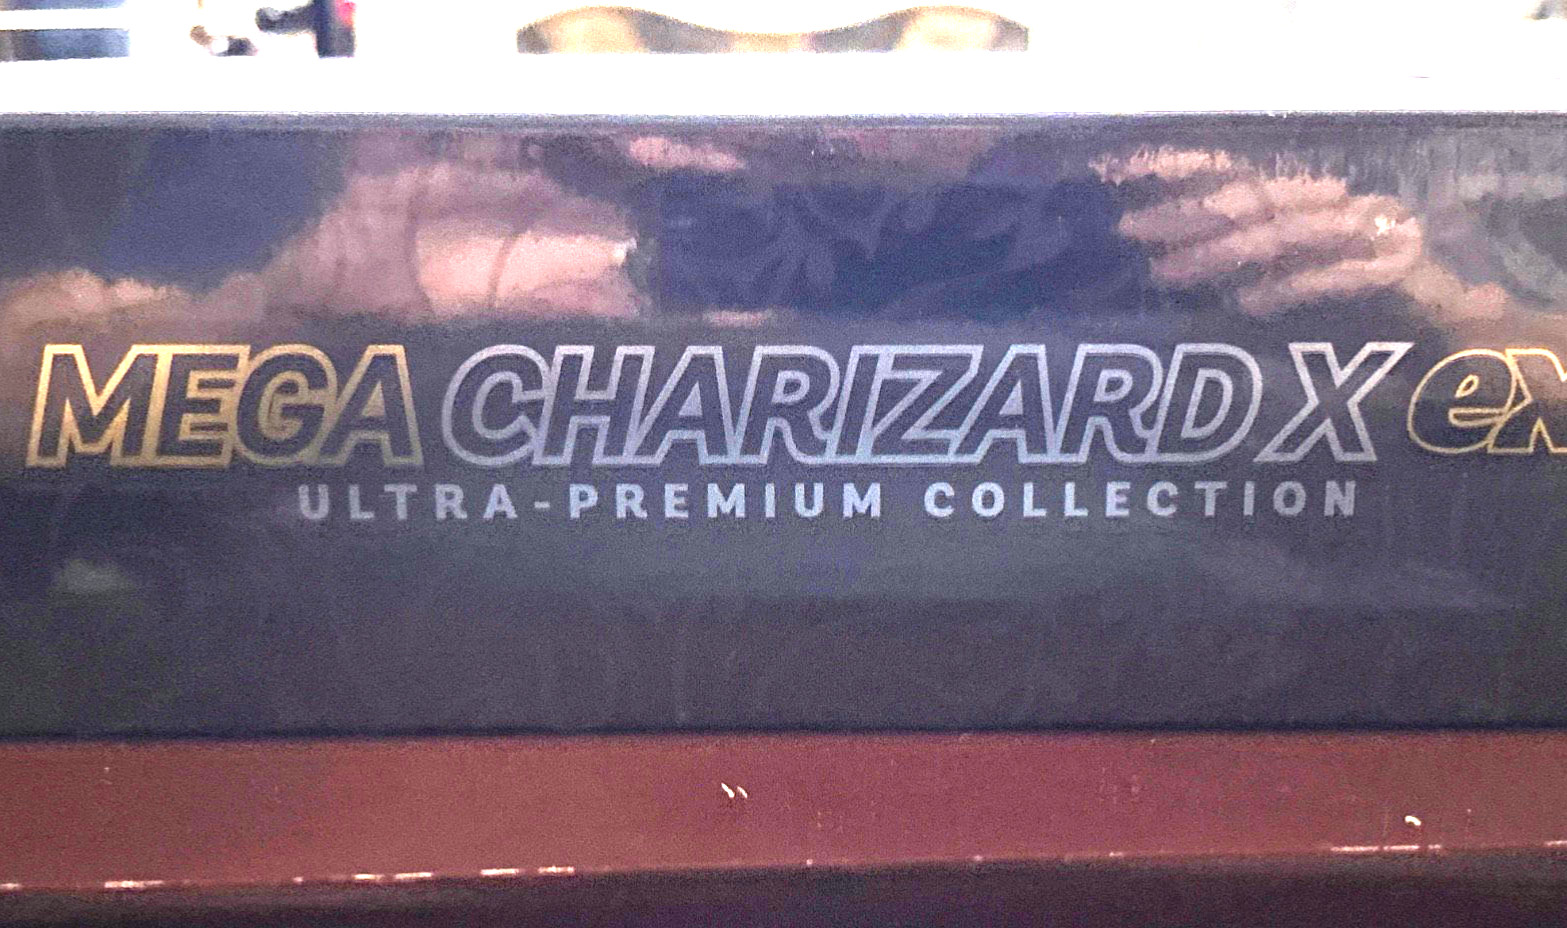 MEGA CHARIZARD X ex
ULTRA-PREMIUM COLLECTION